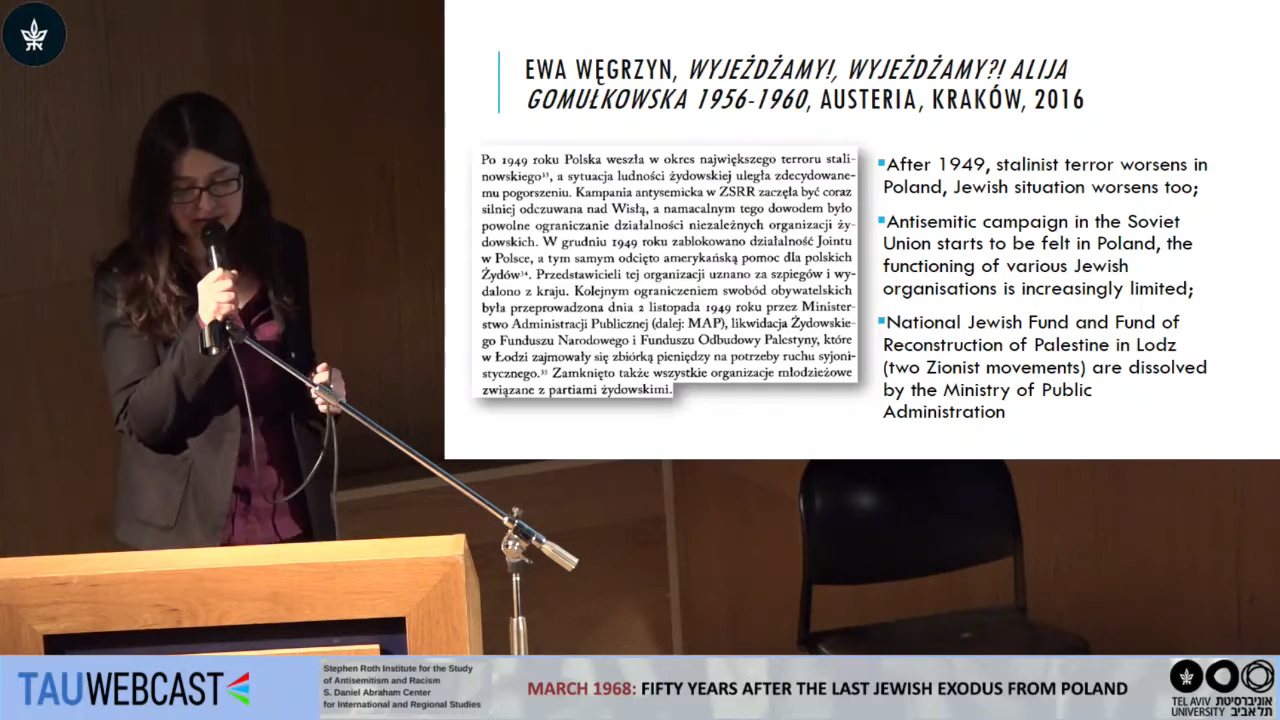 EWA WĘGRZYN, WYJEŻDŻAMY!, WYJEŻDŻAMY?! ALIJA
GOMUŁKOWSKA 1956-1960, AUSTERIA, KRAKÓW, 2016
Po 1949 roku Polska weszła w okres największego terroru stali-
nowskiego³³, a sytuacja ludności żydowskiej uległa zdecydowane-
mu pogorszeniu. Kampania antysemicka w ZSRR zaczęła być coraz
silniej odczuwana nad Wisłą, a namacalnym tego dowodem było
powolne ograniczanie działalności niezależnych organizacji ży-
dowskich. W grudniu 1949 roku zablokowano działalność Jointu
w Polsce, a tym samym odcięto amerykańską pomoc dla polskich
Żydów³⁴. Przedstawicieli tej organizacji uznano za szpiegów i wy-
dalono z kraju. Kolejnym ograniczeniem swobód obywatelskich
była przeprowadzona dnia 2 listopada 1949 roku przez Minister-
stwo Administracji Publicznej (dalej: MAP), likwidacja Żydowskie-
go Funduszu Narodowego i Funduszu Odbudowy Palestyny, które
w Łodzi zajmowały się zbiórką pieniędzy na potrzeby ruchu syjoni-
stycznego.³⁵ Zamknięto także wszystkie organizacje młodzieżowe
związane z partiami żydowskimi.
After 1949, stalinist terror worsens in
Poland, Jewish situation worsens too;
Antisemitic campaign in the Soviet
Union starts to be felt in Poland, the
functioning of various Jewish
organisations is increasingly limited;
National Jewish Fund and Fund of
Reconstruction of Palestine in Lodz
(two Zionist movements) are dissolved
by the Ministry of Public
Administration
TAUWEBCAST
Stephen Roth Institute for the Study
of Antisemitism and Racism
S. Daniel Abraham Center
for International and Regional Studies
MARCH 1968: FIFTY YEARS AFTER THE LAST JEWISH EXODUS FROM POLAND
TEL AVIV אוניברסיטת
UNIVERSITY תל אביב